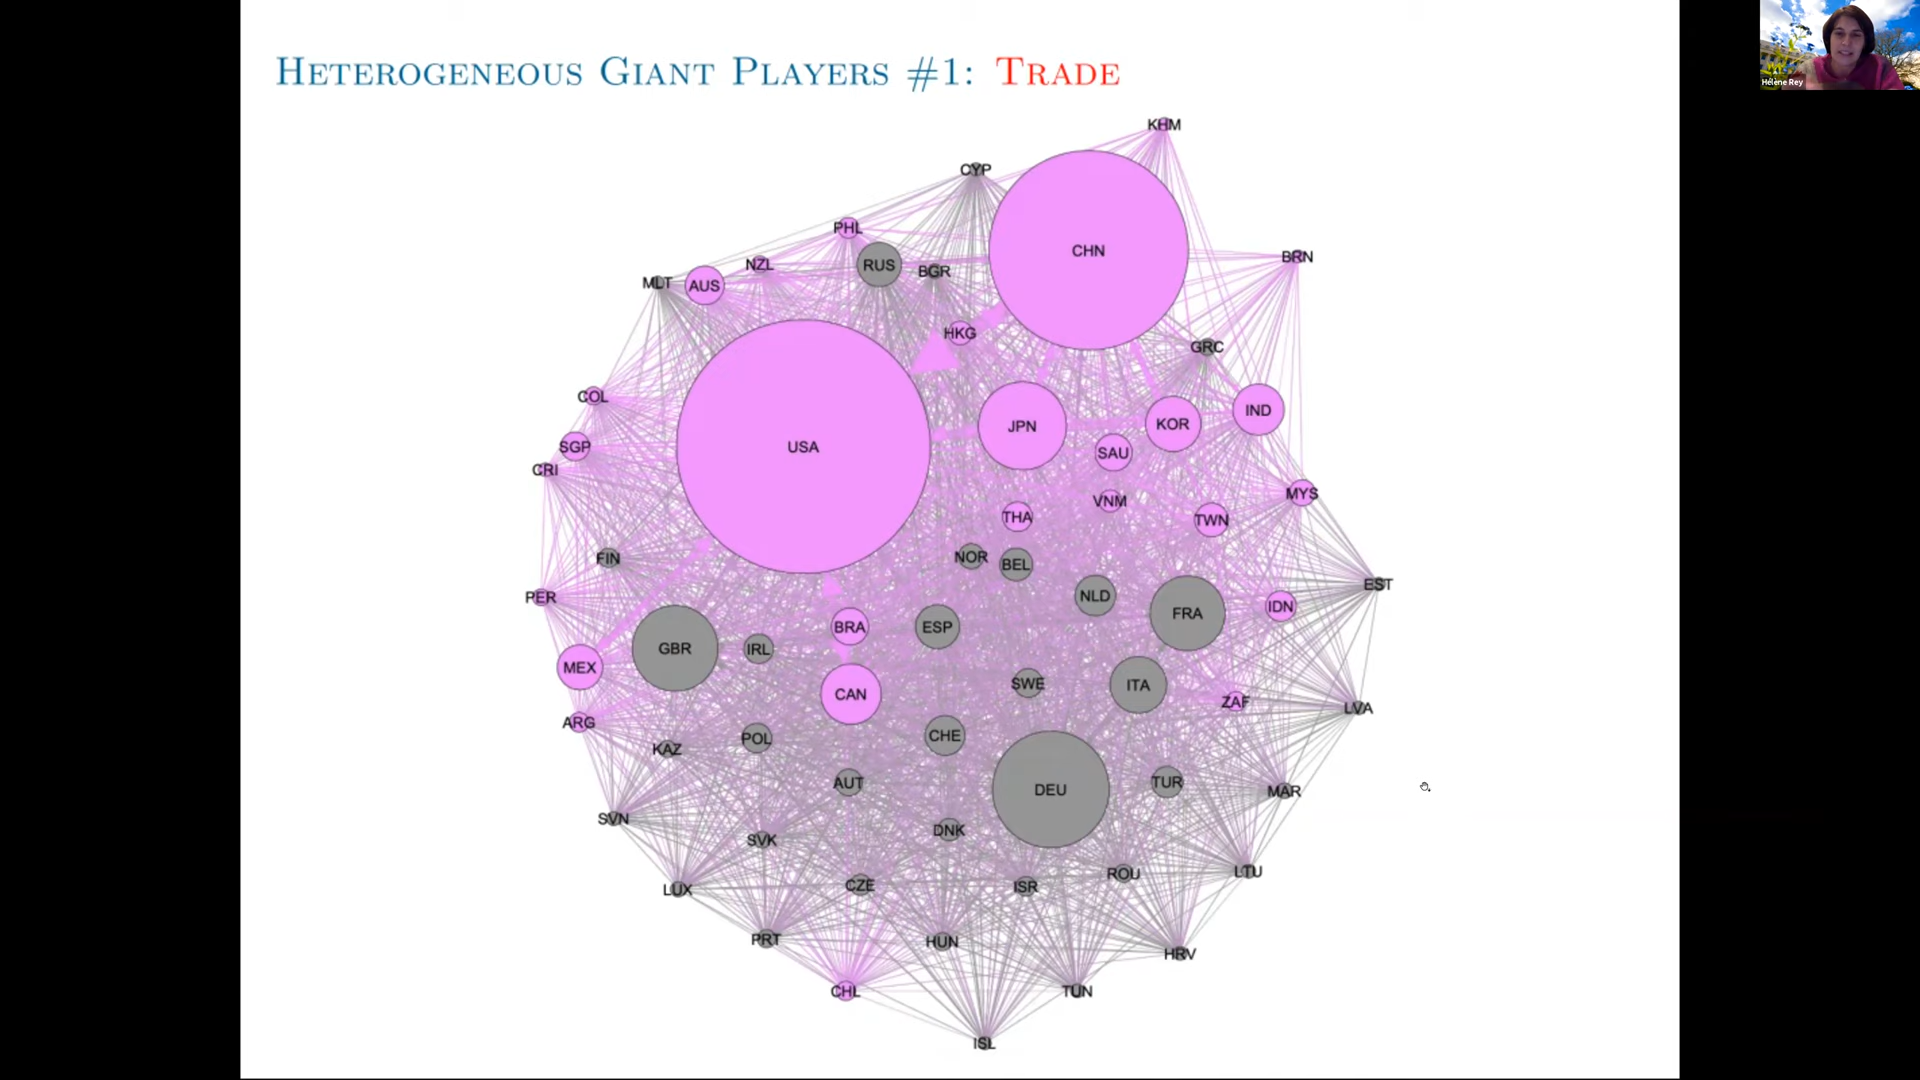 HETEROGENEOUS GIANT PLAYERS #1: TRADE
Hélène Rey
KHM
CYP
PHL
CHN
BRN
NZL
RUS
BGR
MLT
AUS
HKG
GRC
COL
IND
JPN
KOR
SGP
USA
SAU
CRI
MYS
VNM
THA
TWN
FIN
NOR
BEL
EST
PER
NLD
IDN
FRA
BRA
ESP
GBR
IRL
MEX
SWE
ITA
CAN
ZAF
LVA
ARG
KAZ
POL
CHE
AUT
DEU
TUR
MAR
SVN
SVK
DNK
LUX
CZE
ISR
ROU
LTU
PRT
HUN
HRV
CHL
TUN
ISL